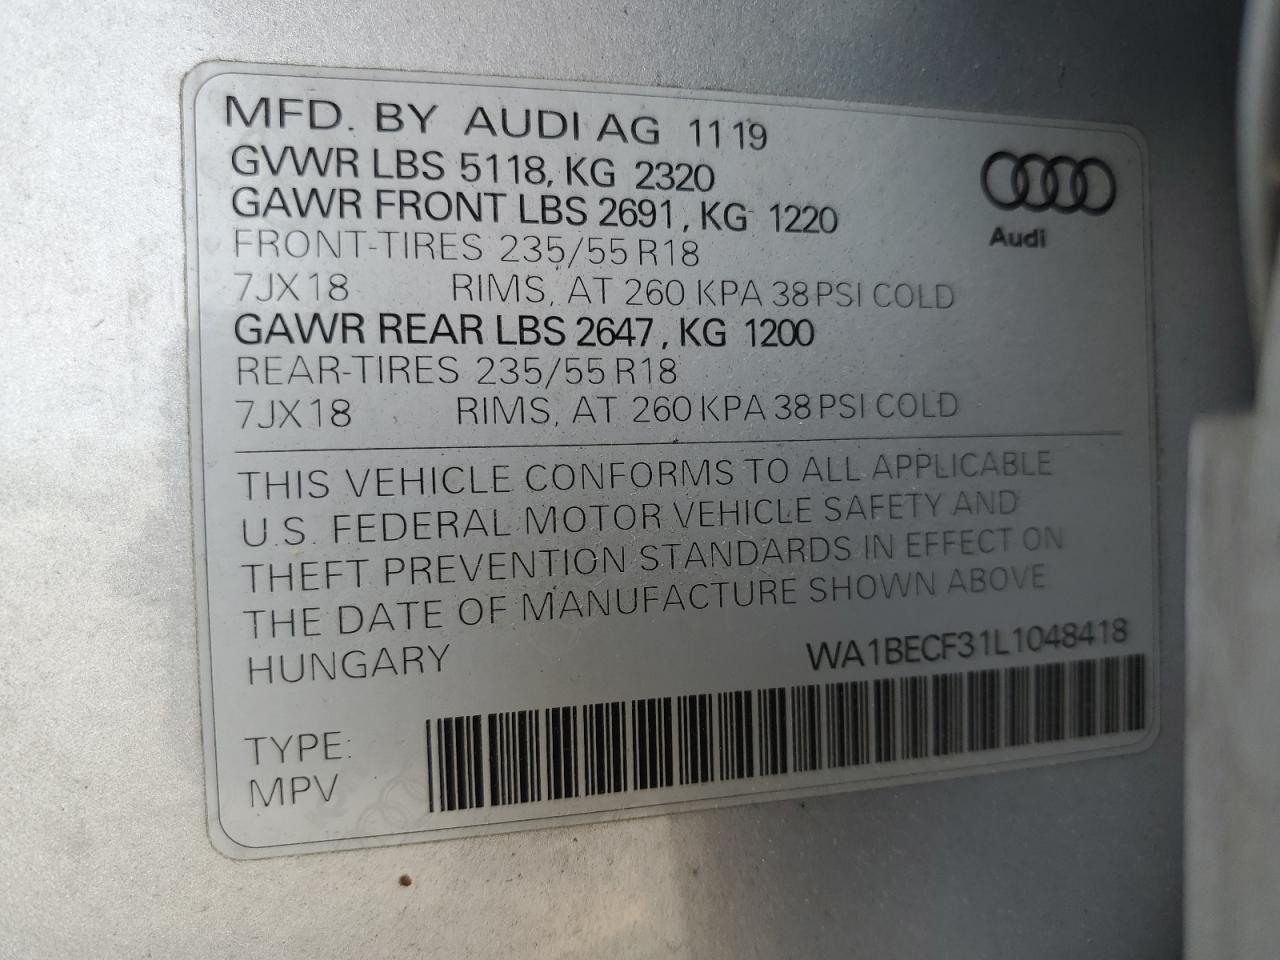 MFD. BY AUDI AG 11 19
GVWR LBS 5118, KG 2320
GAWR FRONT LBS 2691, KG 1220
FRONT-TIRES 235/55 R18
7JX18 RIMS, AT 260 KPA 38 PSI COLD
GAWR REAR LBS 2647, KG 1200
REAR-TIRES 235/55 R18
7JX18 RIMS, AT 260 KPA 38 PSI COLD
Audi
THIS VEHICLE CONFORMS TO ALL APPLICABLE
U.S. FEDERAL MOTOR VEHICLE SAFETY AND
THEFT PREVENTION STANDARDS IN EFFECT ON
THE DATE OF MANUFACTURE SHOWN ABOVE
HUNGARY WA1BECF31L1048418
TYPE:
MPV